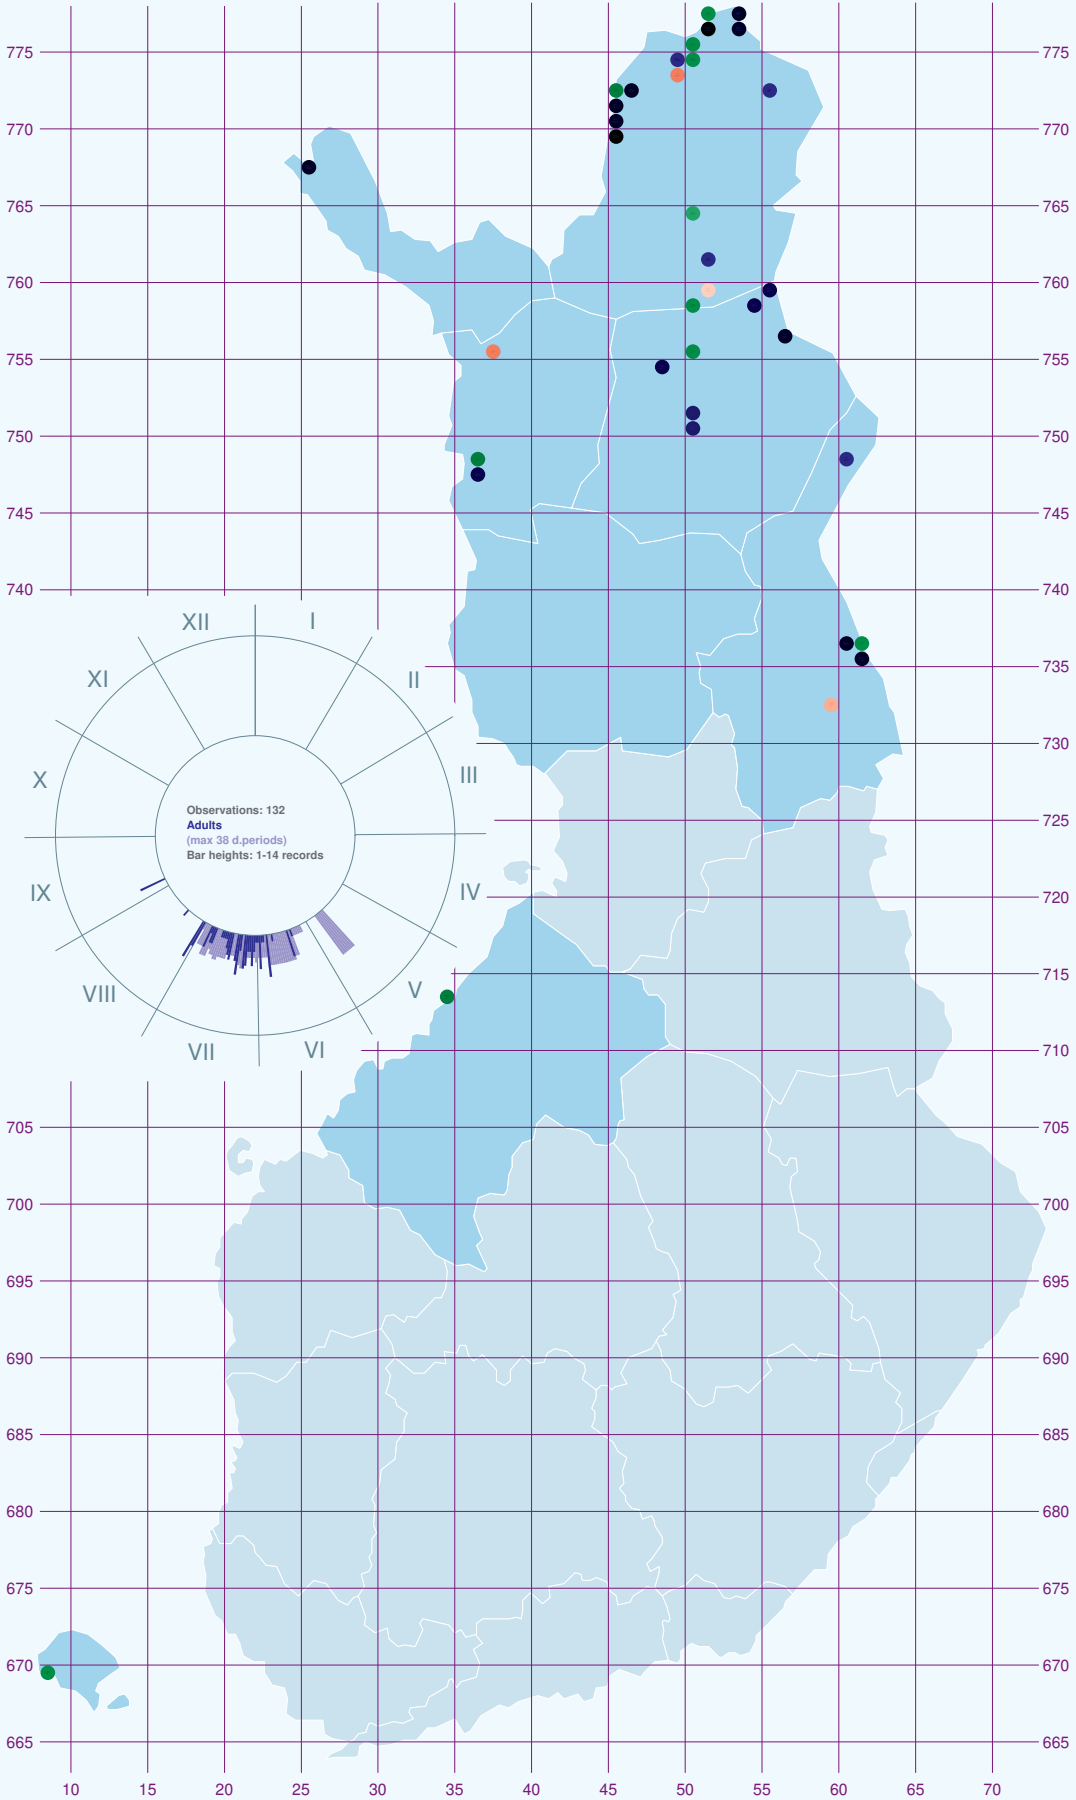 775 775
770 770
765 765
760 760
755 755
750 750
745 745
740 740
XII I
XI II
735
730
X III
Observations: 132
Adults
(max 38 d.periods)
Bar heights: 1-14 records
725
IX IV
720
VIII V
715
VII VI
710
705 705
700 700
695 695
690 690
685 685
680 680
675 675
670 670
665 665
10 15 20 25 30 35 40 45 50 55 60 65 70